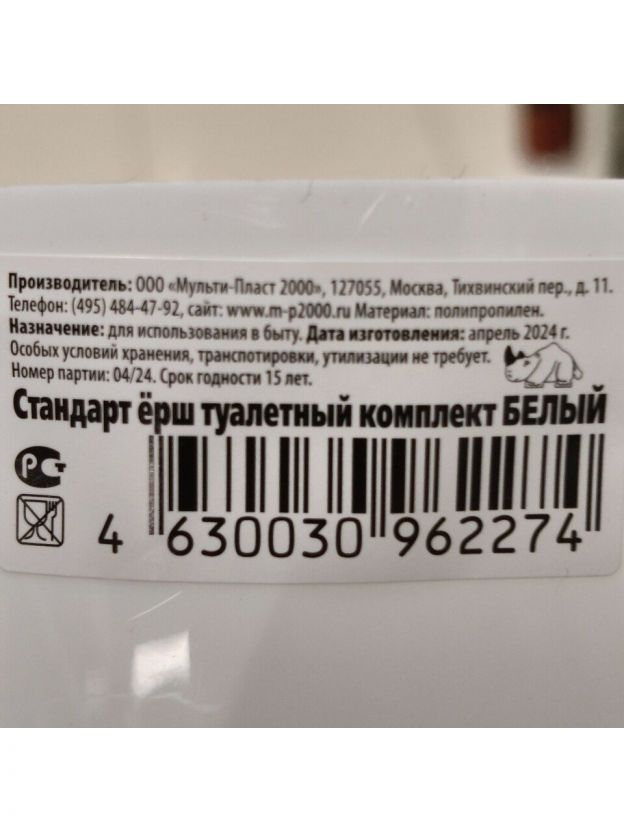 Производитель: ООО «Мульти-Пласт 2000», 127055, Москва, Тихвинский пер., д. 11.
Телефон: (495) 484-47-92, сайт: www.m-p2000.ru Материал: полипропилен.
Назначение: для использования в быту. Дата изготовления: апрель 2024 г.
Особых условий хранения, транспотировки, утилизации не требует.
Номер партии: 04/24. Срок годности 15 лет.
Стандарт ёрш туалетный комплект БЕЛЫЙ
РСТ
4 630030 962274